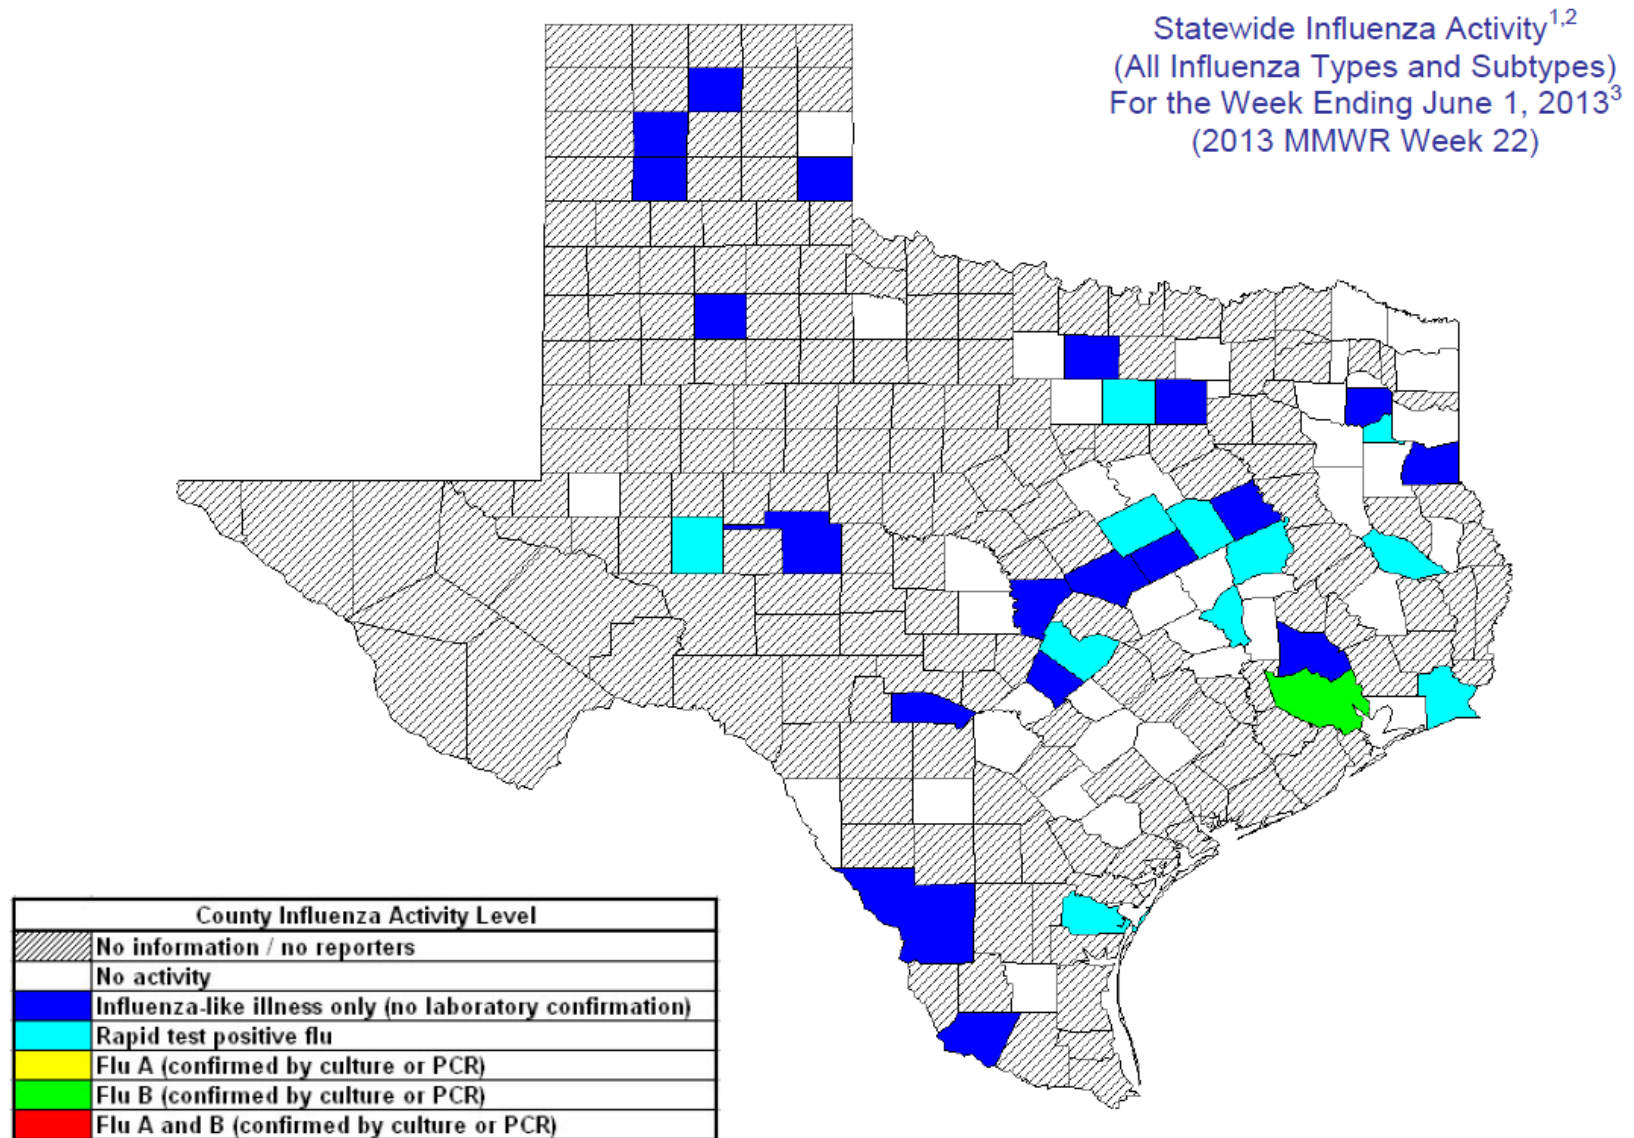 Statewide Influenza Activity1,2
(All Influenza Types and Subtypes)
For the Week Ending June 1, 20133
(2013 MMWR Week 22)
County Influenza Activity Level
No information / no reporters
No activity
Influenza-like illness only (no laboratory confirmation)
Rapid test positive flu
Flu A (confirmed by culture or PCR)
Flu B (confirmed by culture or PCR)
Flu A and B (confirmed by culture or PCR)